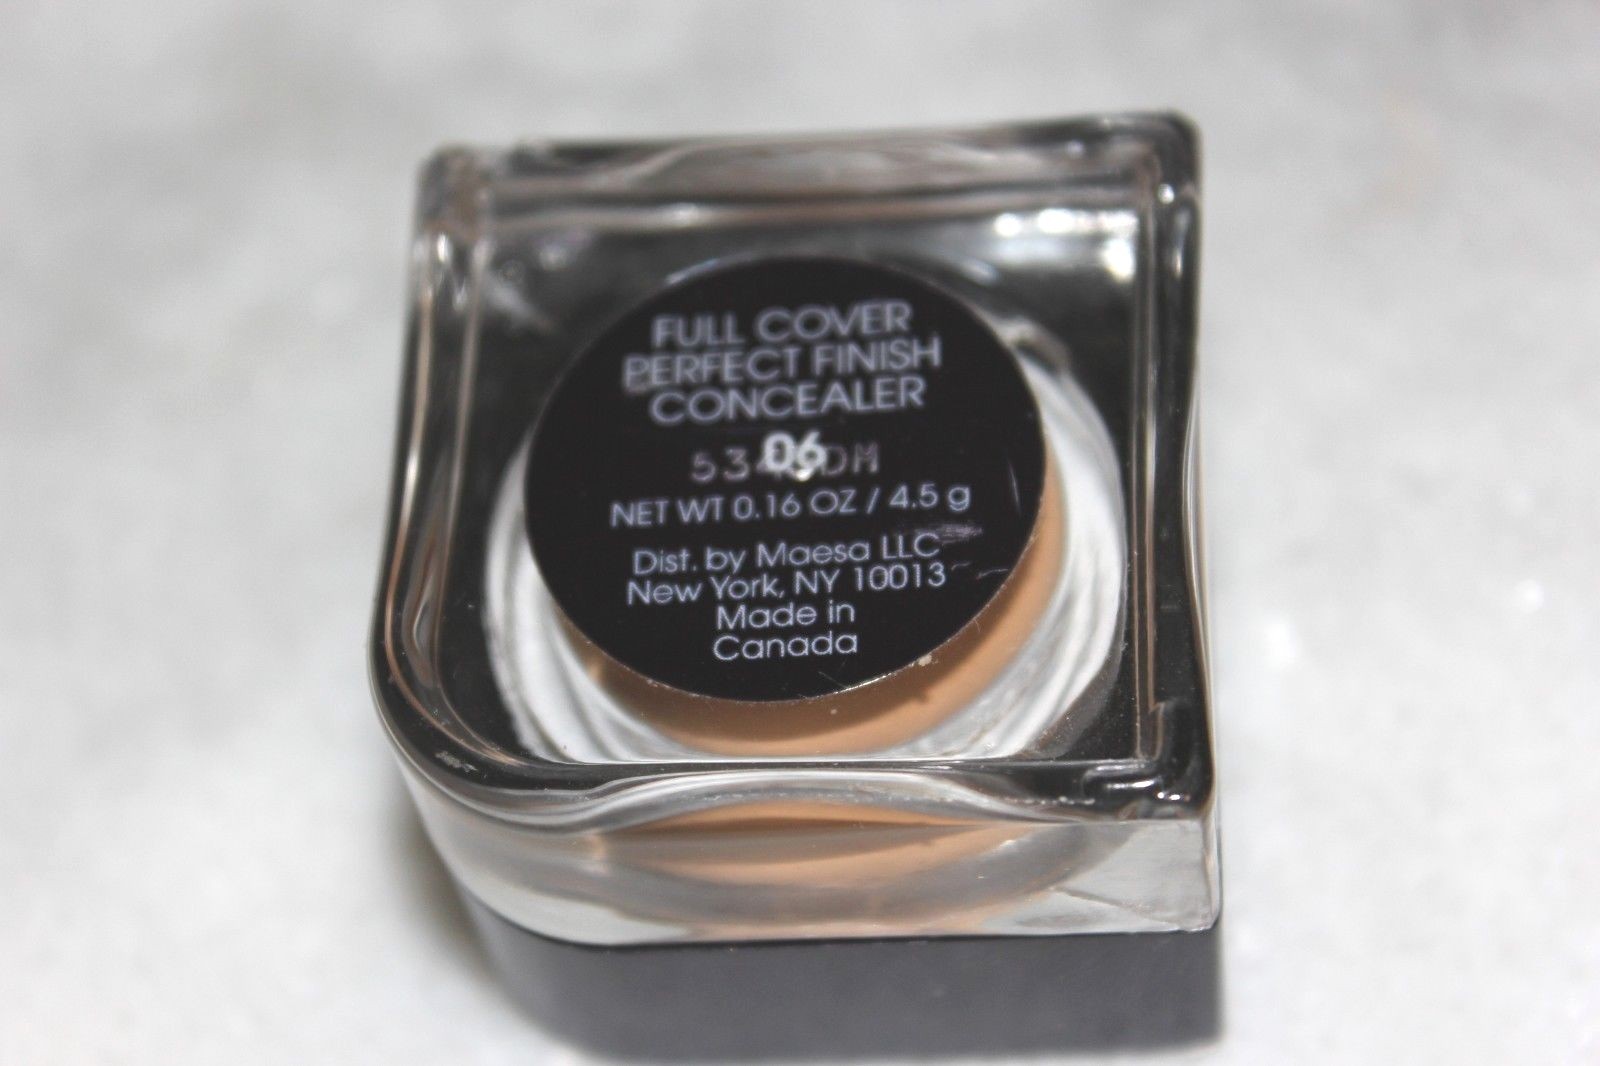 FULL COVER
PERFECT FINISH
CONCEALER
06
NET WT 0.16 OZ / 4.5 g
Dist. by Maesa LLC
New York, NY 10013
Made in
Canada